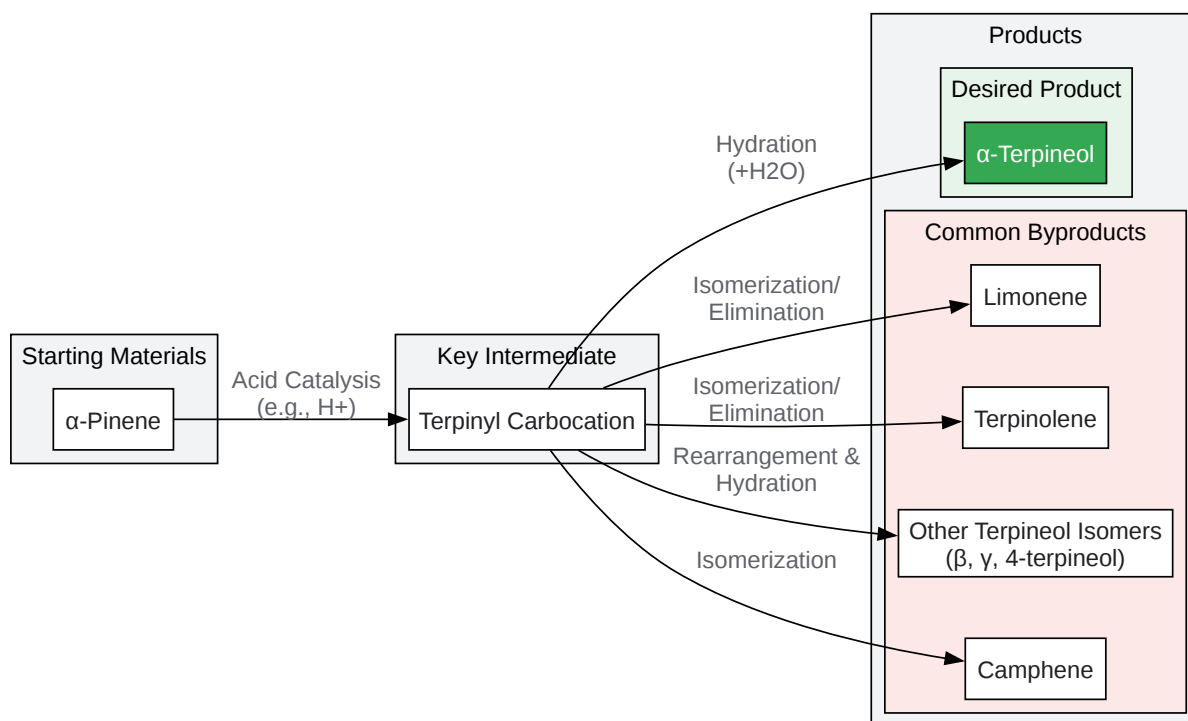 Products
Desired Product
α-Terpineol
Hydration
(+H2O)
Common Byproducts
Limonene
Isomerization/
Elimination
Starting Materials
α-Pinene
Acid Catalysis
(e.g., H+)
Key Intermediate
Terpinyl Carbocation
Isomerization/
Elimination
Terpinolene
Rearrangement &
Hydration
Other Terpineol Isomers
(β, γ, 4-terpineol)
Isomerization
Camphene